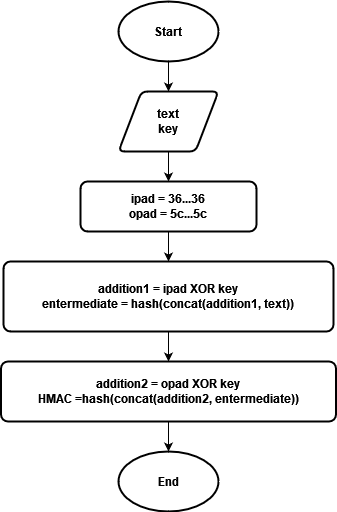 Start
text
key
ipad = 36...36
opad = 5c...5c
addition1 = ipad XOR key
entermediate = hash(concat(addition1, text))
addition2 = opad XOR key
HMAC =hash(concat(addition2, entermediate))
End